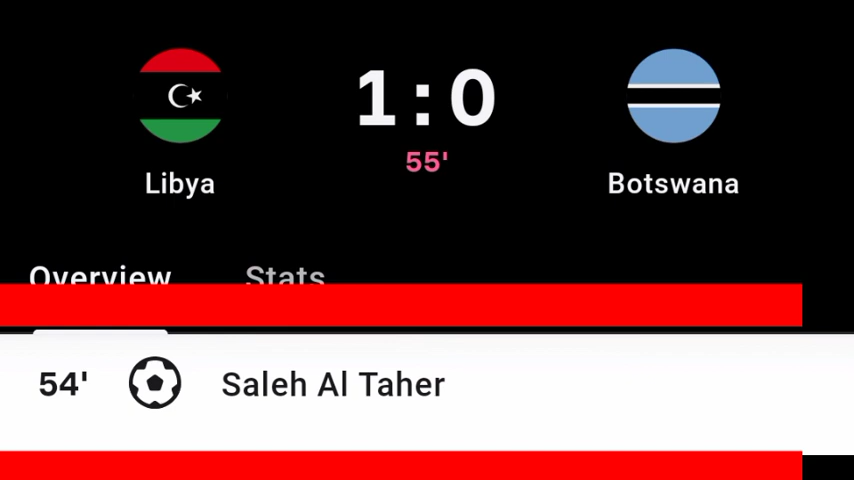 1:0
55'
Libya
Botswana
Overview Stats
54' Saleh Al Taher